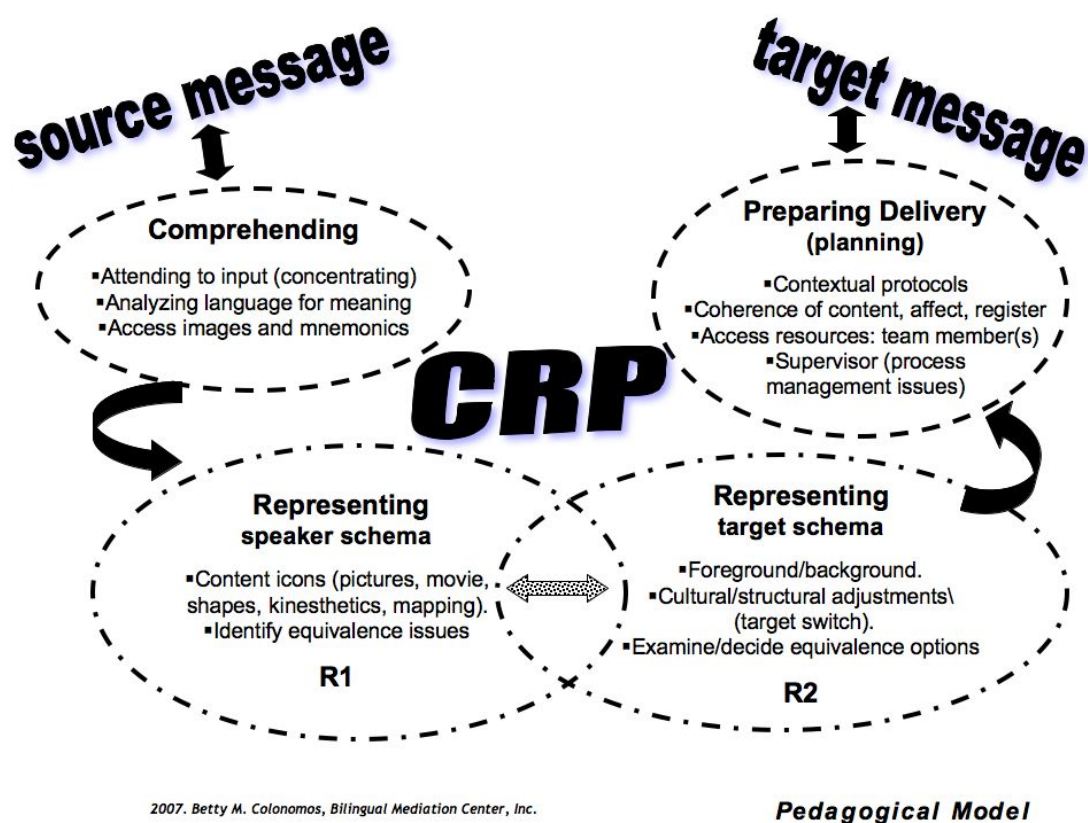 source message
target message
Comprehending
▪Attending to input (concentrating)
▪Analyzing language for meaning
▪Access images and mnemonics
Preparing Delivery
(planning)
▪Contextual protocols
▪Coherence of content, affect, register
▪Access resources: team member(s)
▪Supervisor (process
management issues)
CRP
Representing
speaker schema
▪Content icons (pictures, movie,
shapes, kinesthetics, mapping).
▪Identify equivalence issues
R1
Representing
target schema
▪Foreground/background.
▪Cultural/structural adjustments\
(target switch).
▪Examine/decide equivalence options
R2
2007. Betty M. Colonomos, Bilingual Mediation Center, Inc.
Pedagogical Model